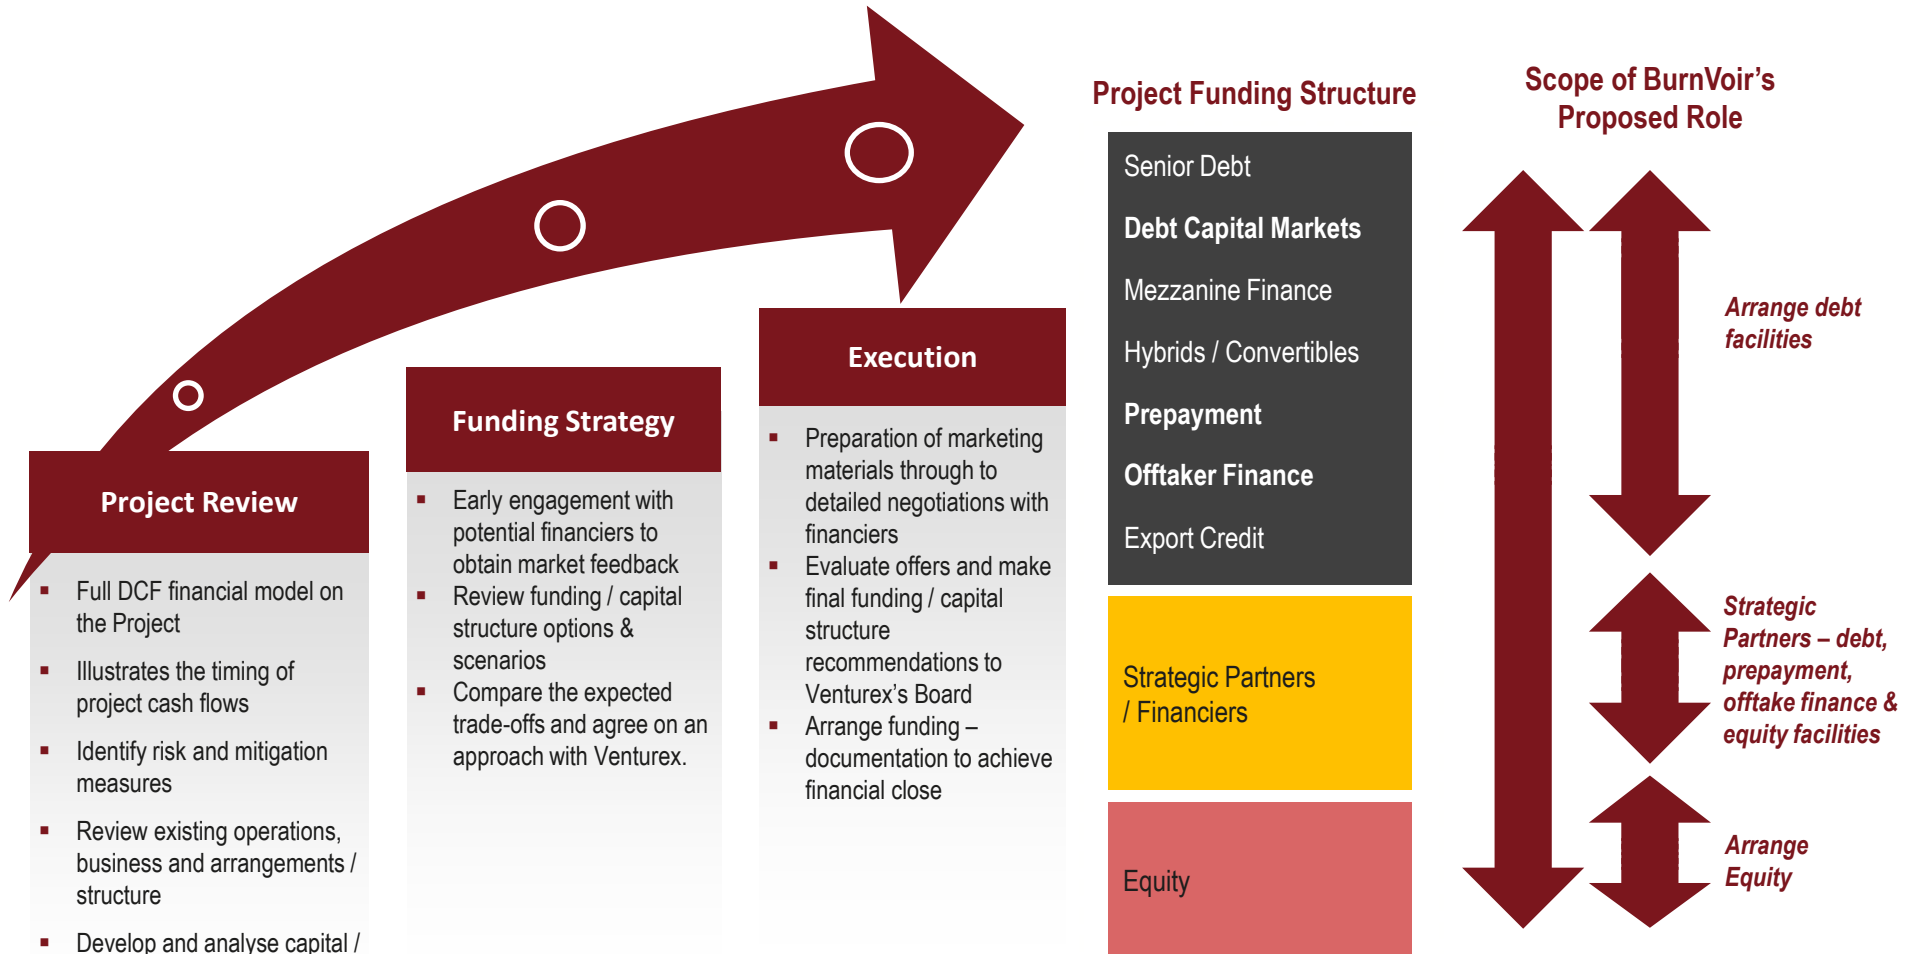 Project Review
▪ Full DCF financial model on
the Project
▪ Illustrates the timing of
project cash flows
▪ Identify risk and mitigation
measures
▪ Review existing operations,
business and arrangements /
structure
▪ Develop and analyse capital /
Funding Strategy
▪ Early engagement with
potential financiers to
obtain market feedback
▪ Review funding / capital
structure options &
scenarios
▪ Compare the expected
trade-offs and agree on an
approach with Venturex.
Execution
▪ Preparation of marketing
materials through to
detailed negotiations with
financiers
▪ Evaluate offers and make
final funding / capital
structure
recommendations to
Venturex’s Board
▪ Arrange funding –
documentation to achieve
financial close
Project Funding Structure
Senior Debt
Debt Capital Markets
Mezzanine Finance
Hybrids / Convertibles
Prepayment
Offtaker Finance
Export Credit
Strategic Partners
/ Financiers
Equity
Scope of BurnVoir’s
Proposed Role
Arrange debt
facilities
Strategic
Partners – debt,
prepayment,
offtake finance &
equity facilities
Arrange
Equity